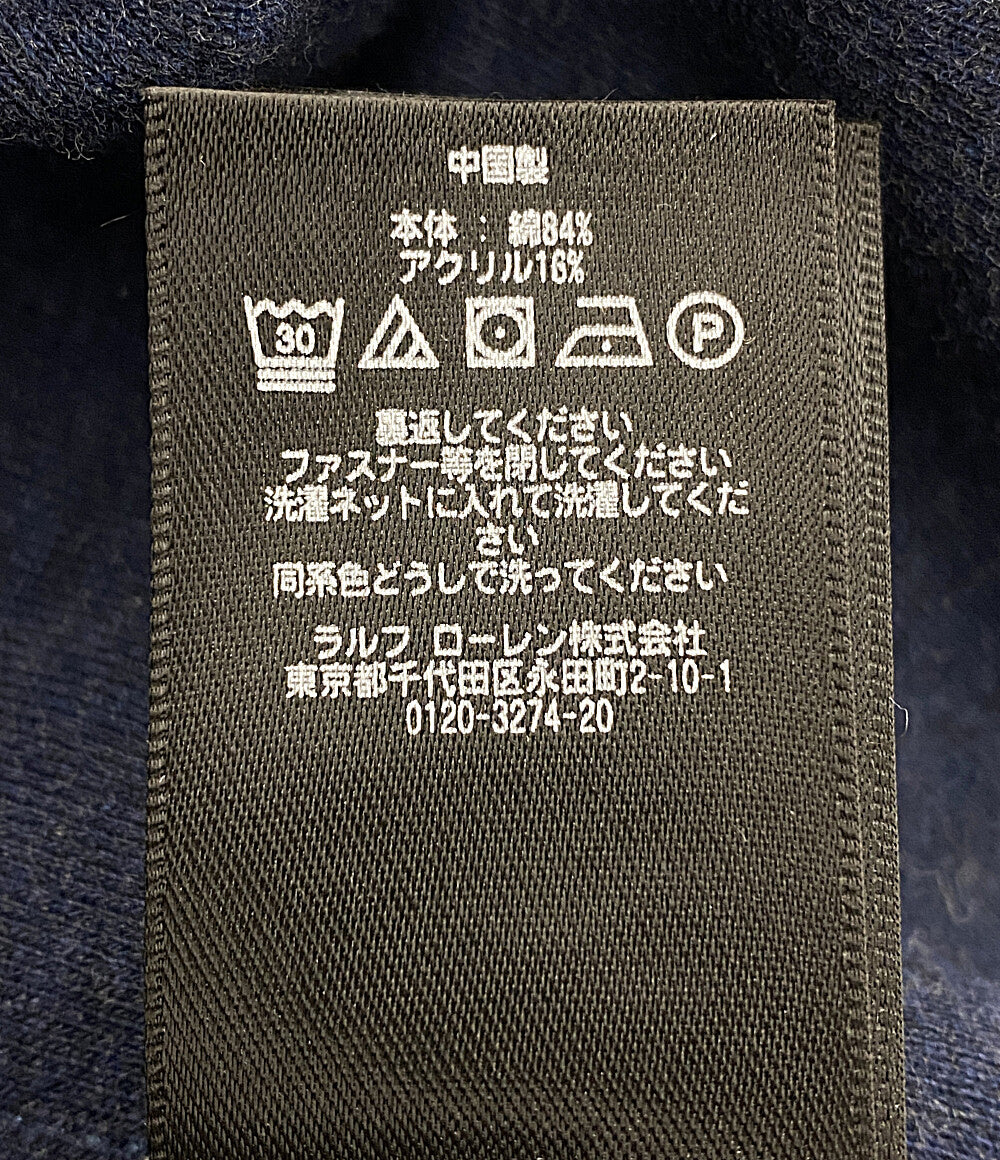 中国製
本体 : 綿84%
アクリル16%
30
P
裏返してください
ファスナー等を閉じてください
洗濯ネットに入れて洗濯してくだ
さい
同系色どうしで洗ってください
ラルフ ローレン株式会社
東京都千代田区永田町2-10-1
0120-3274-20